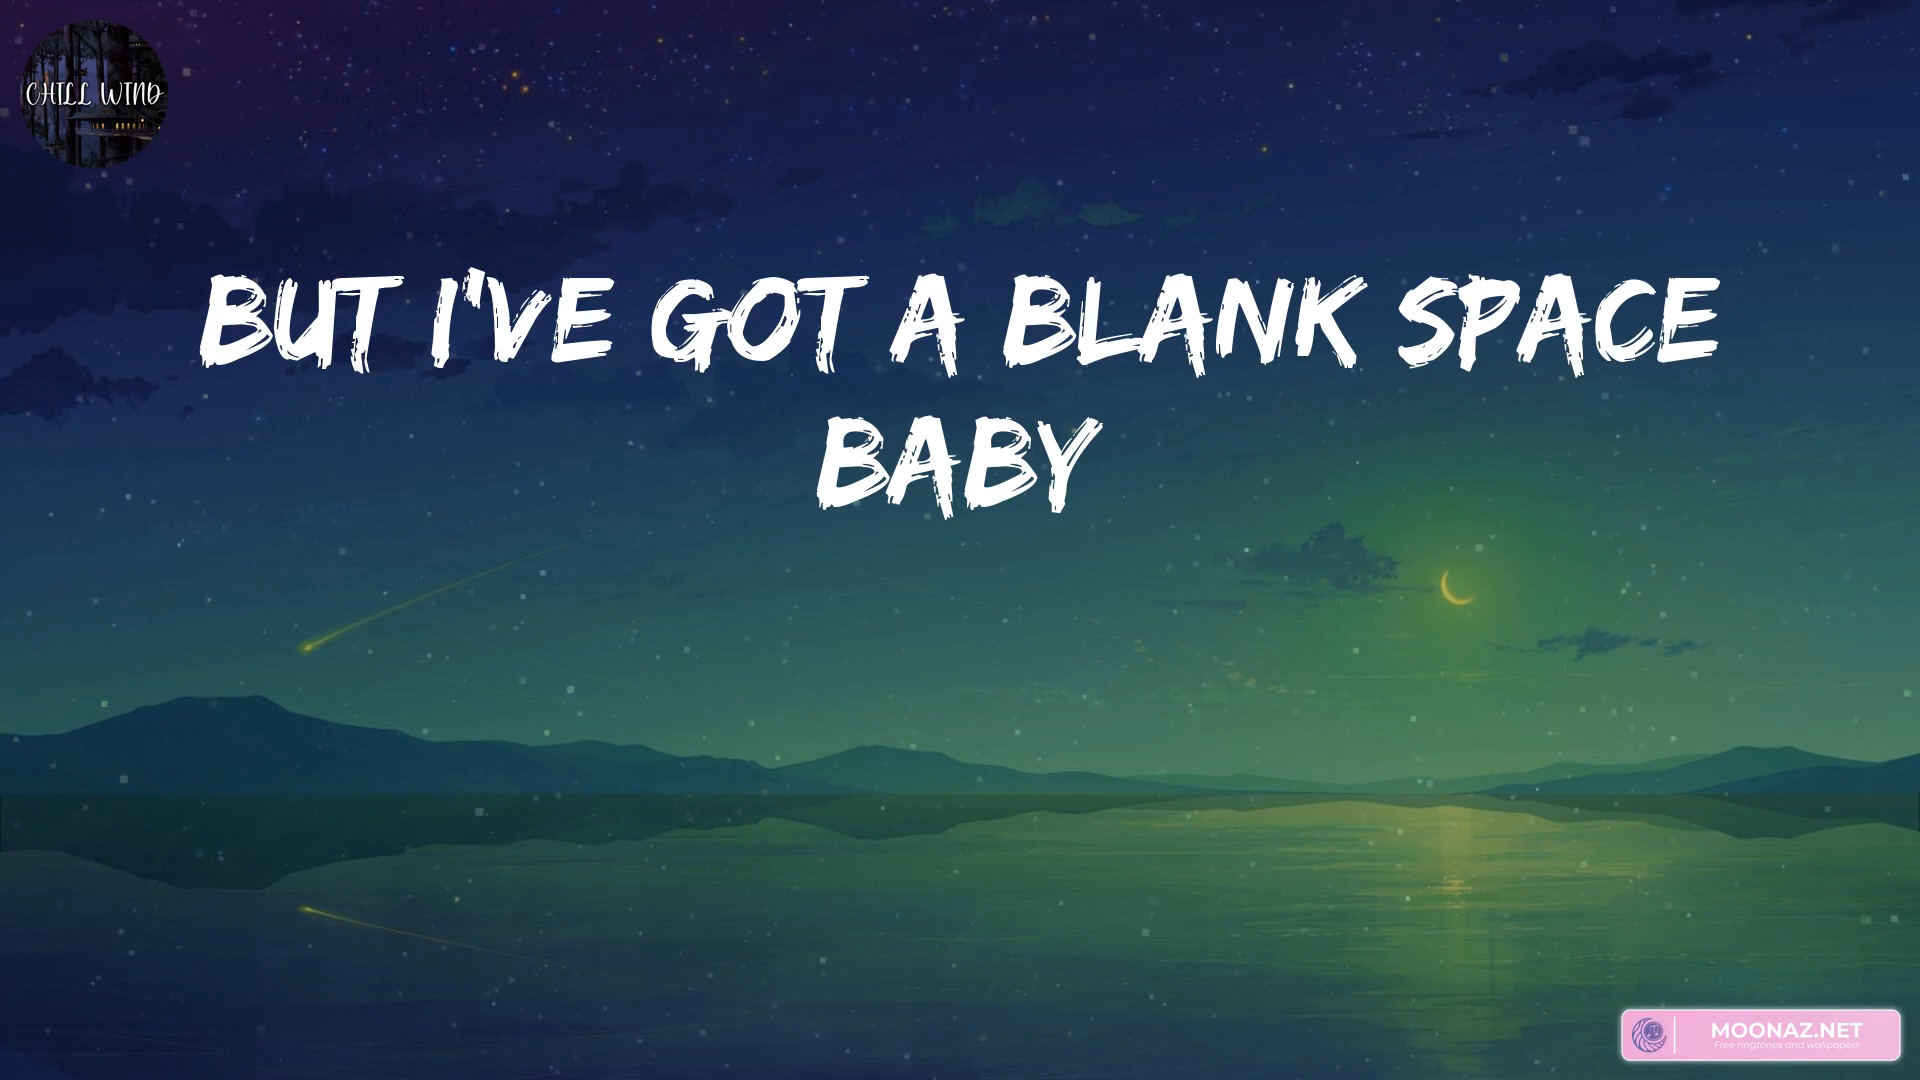 CHILL WIND
BUT I'VE GOT A BLANK SPACE
BABY
MOONAZ.NET
Free ringtones and wallpapers